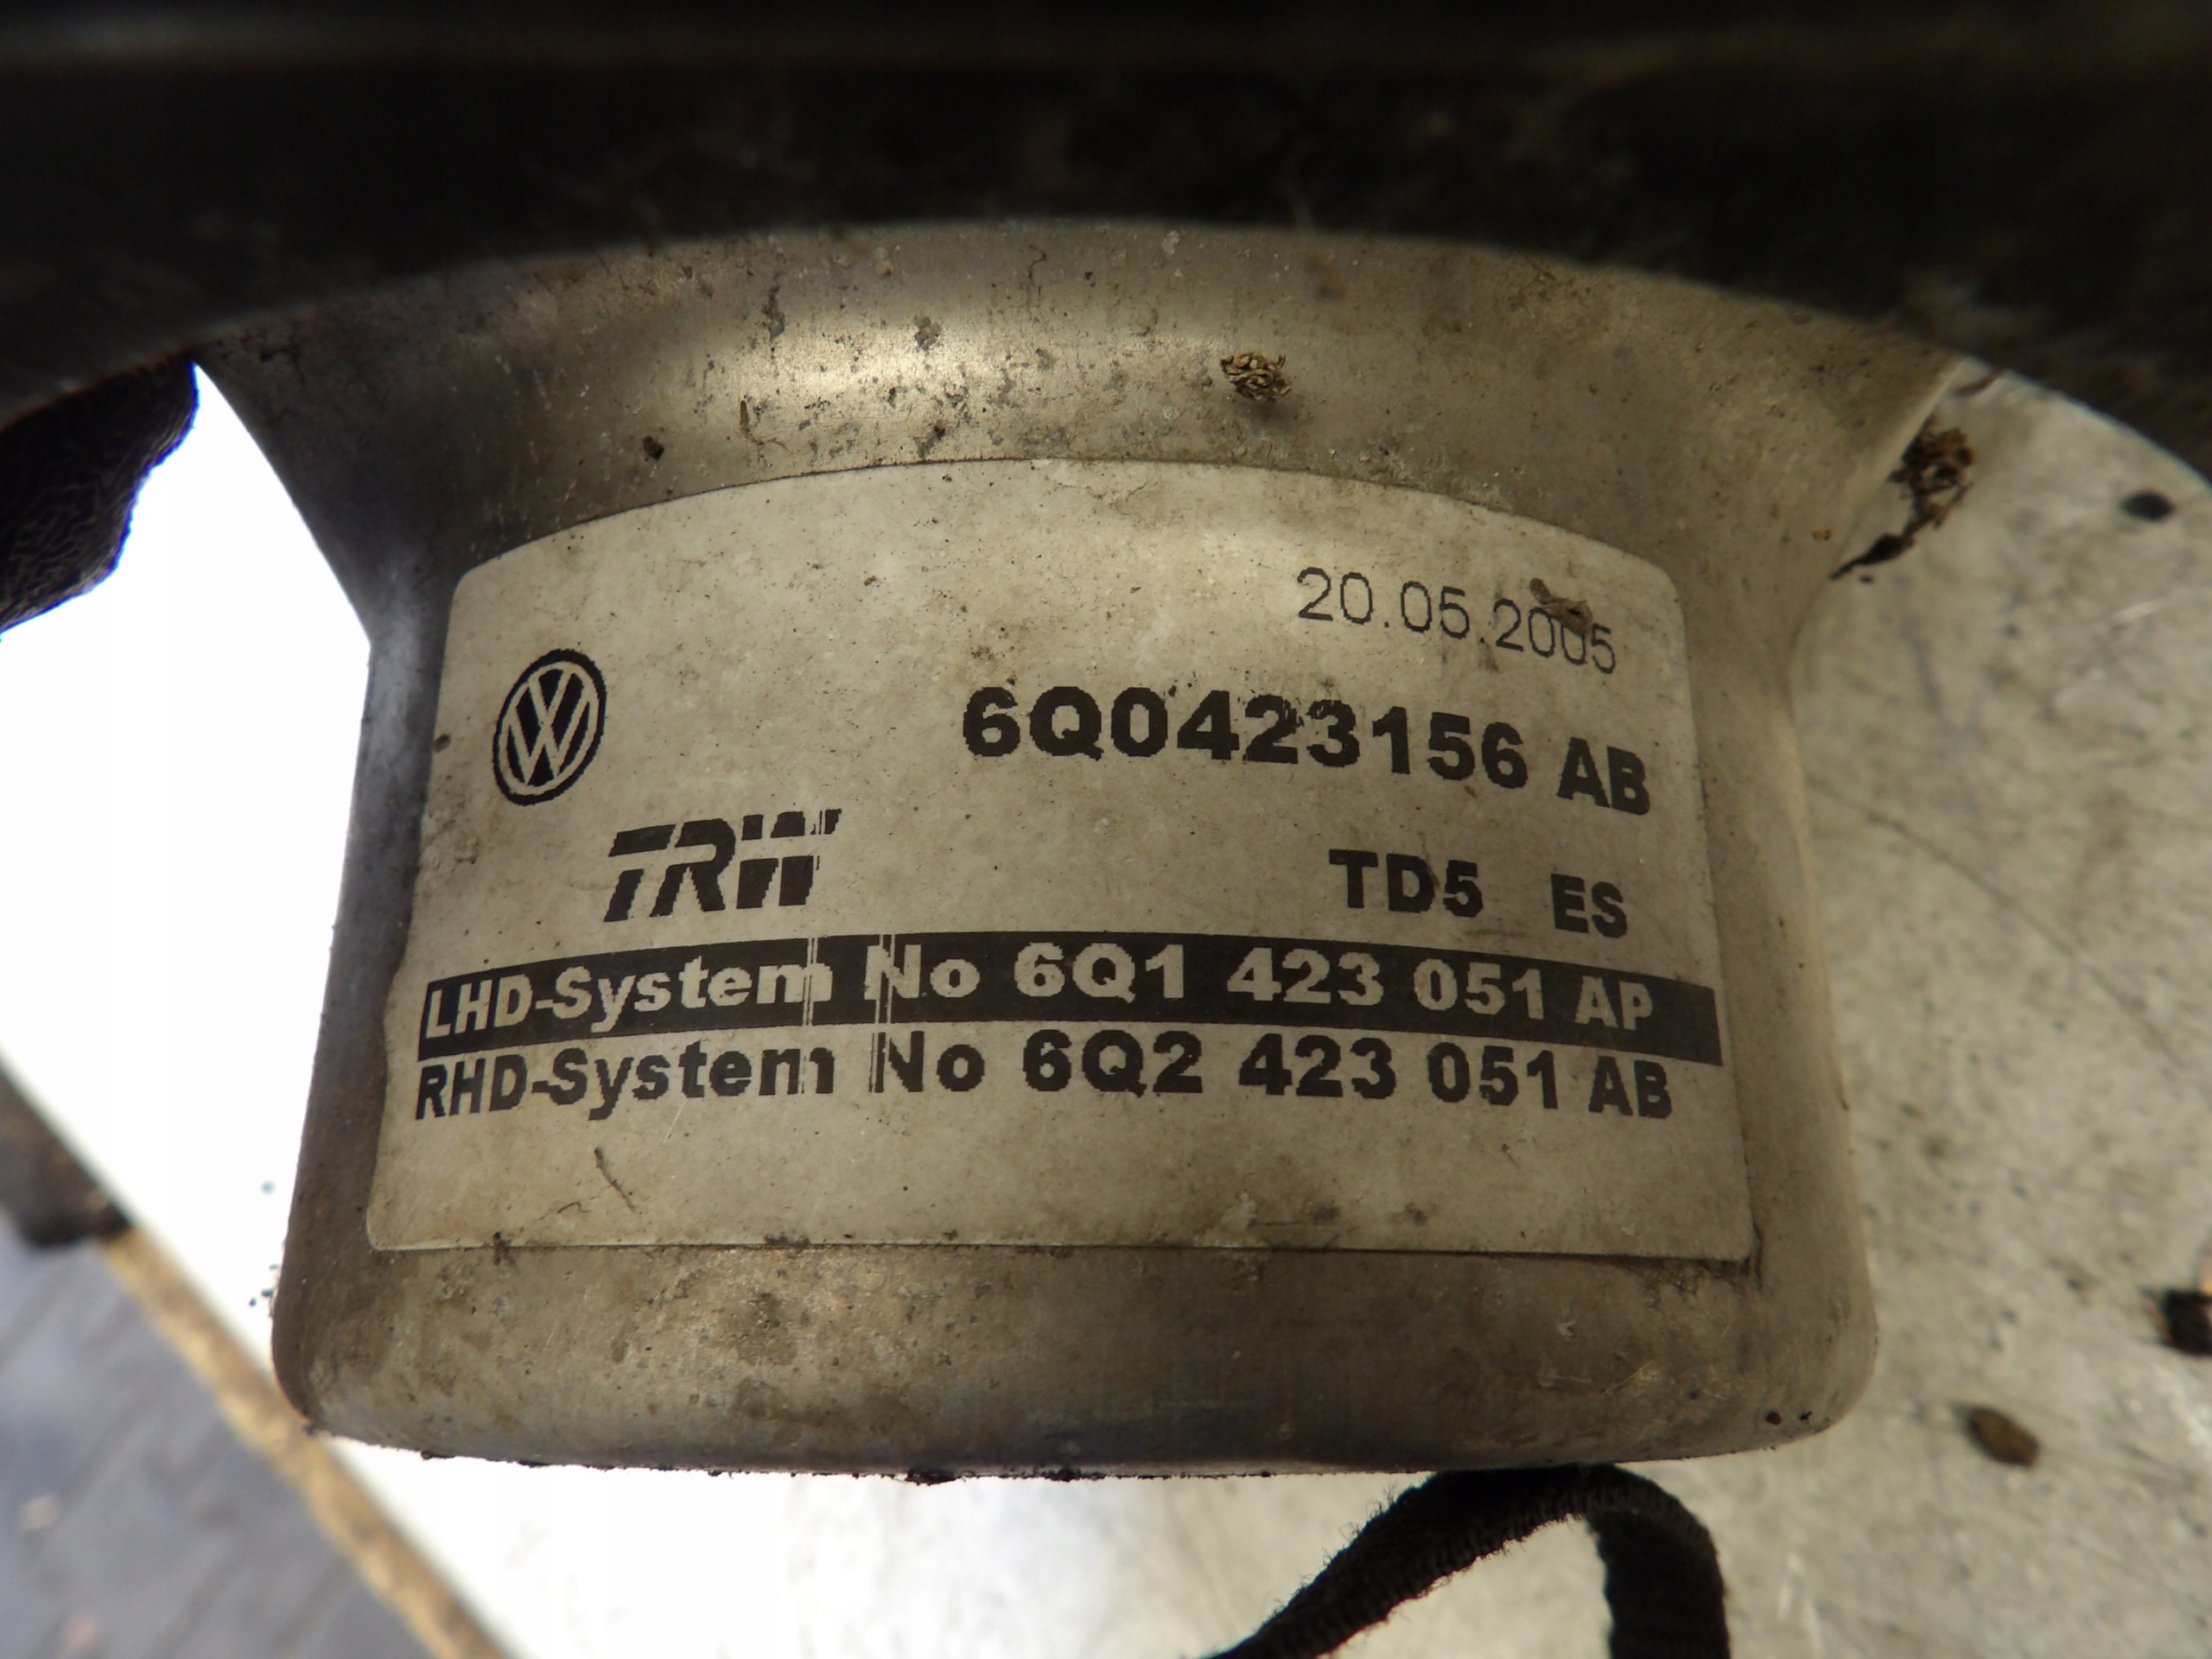 20.05.2005
6Q0423156 AB
TRW
TD5 ES
LHD-System No 6Q1 423 051 AP
RHD-System No 6Q2 423 051 AB